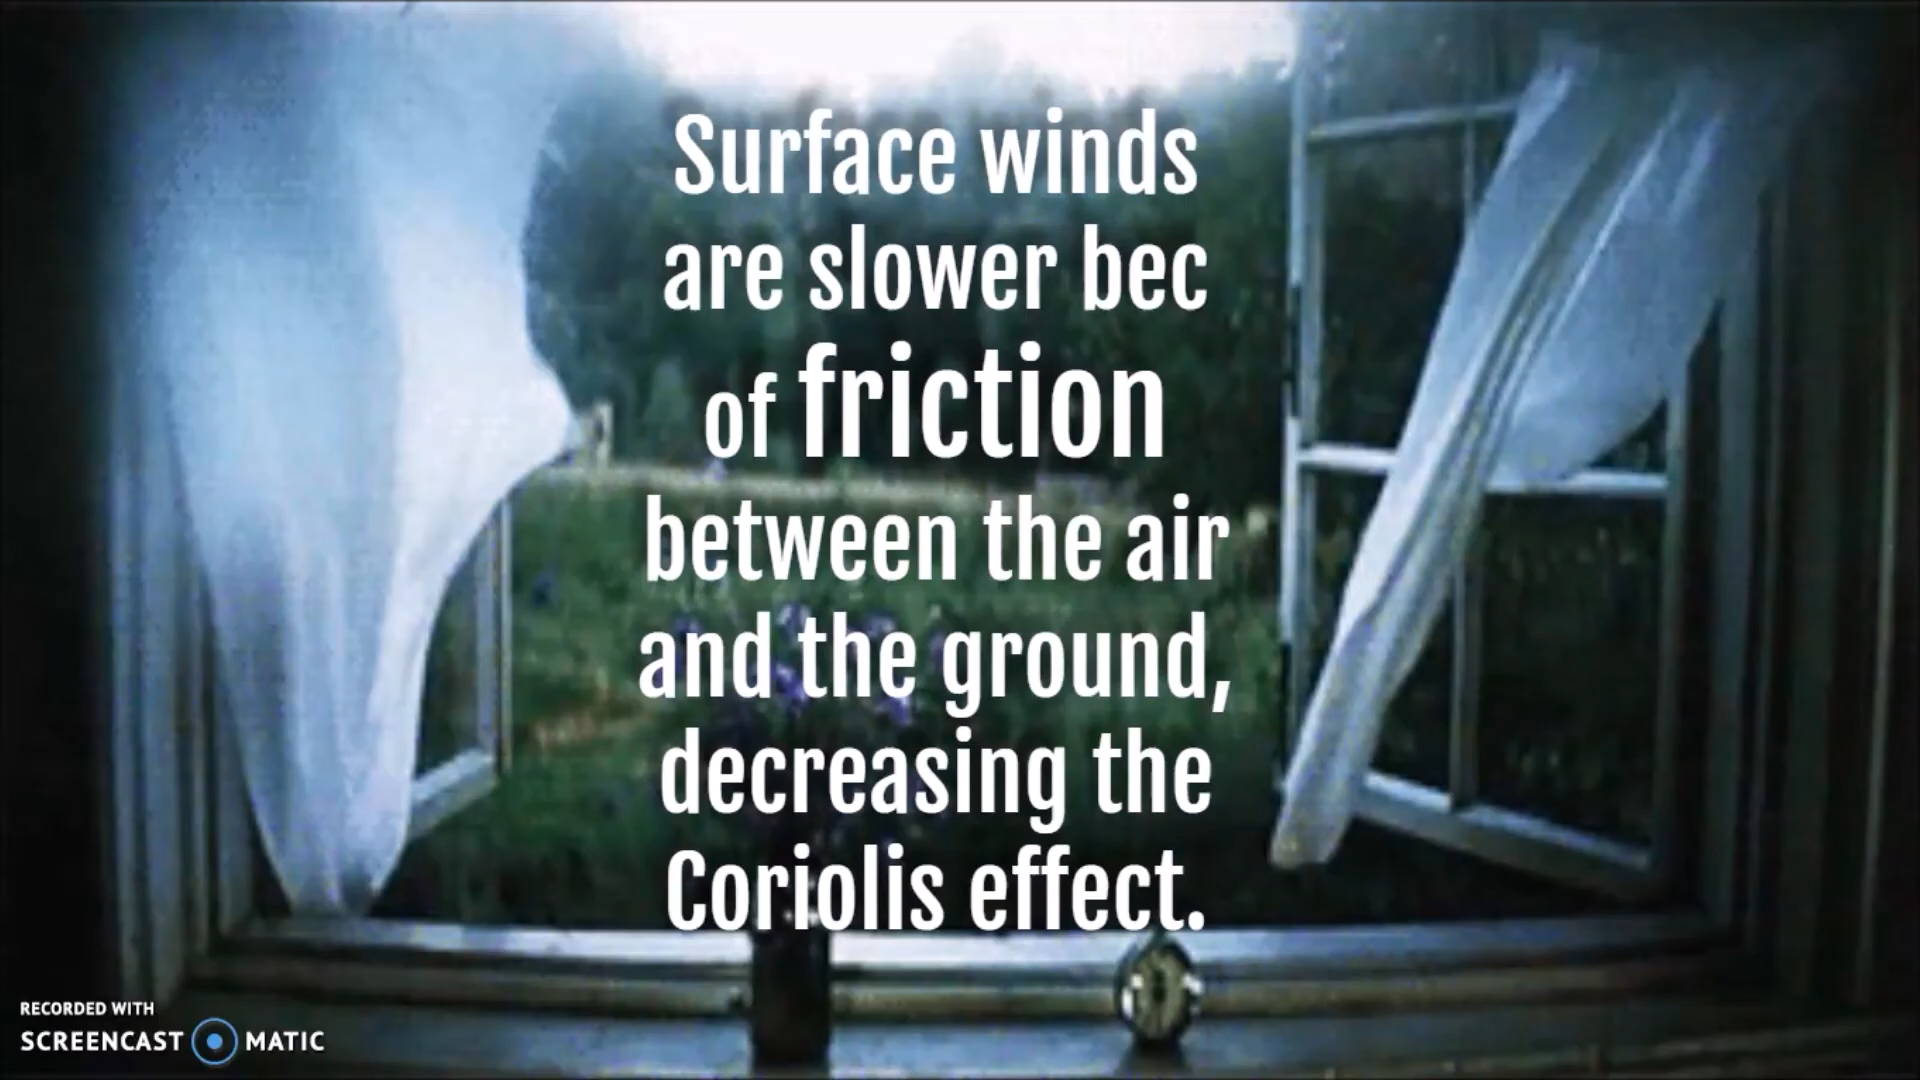 Surface winds
are slower bec
of friction
between the air
and the ground,
decreasing the
Coriolis effect.
RECORDED WITH
SCREENCAST MATIC